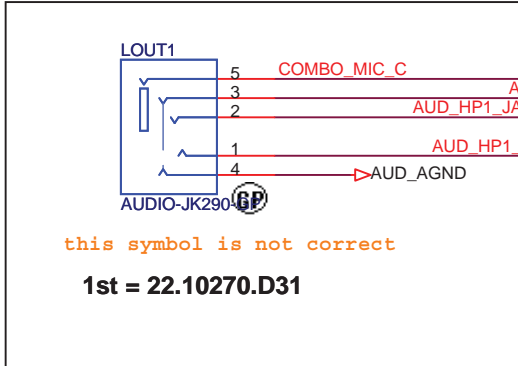 LOUT1
5 COMBO_MIC_C
3 A
2 AUD_HP1_JA
1 AUD_HP1_
4 AUD_AGND
AUDIO-JK290-GP
GP
this symbol is not correct
1st = 22.10270.D31